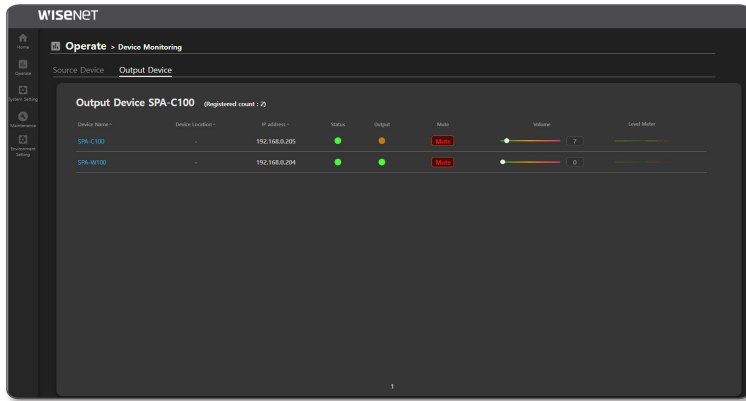 WISENET
Home
Operate > Device Monitoring
Operate
Source Device Output Device
System Setting
Output Device SPA-C100 (Registered count : 2)
Maintenance
Device Name Device Location IP address Status Output Mute Volume Level Meter
Environment
Setting
SPA-C100 - 192.168.0.205 Mute 7
SPA-W100 - 192.168.0.204 Mute 0
1